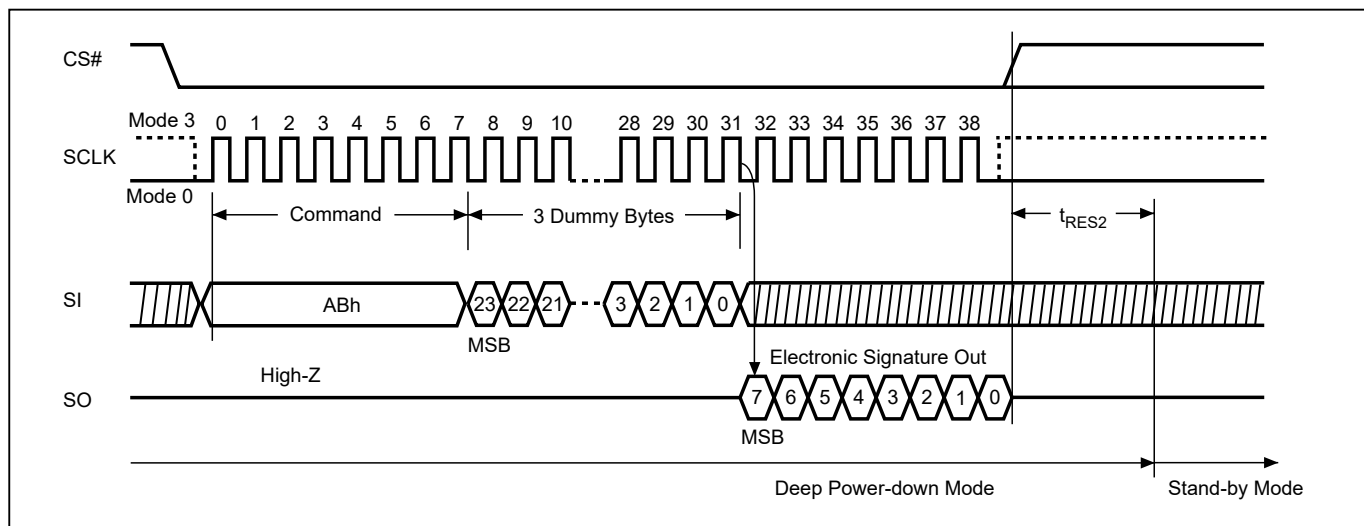 CS#
Mode 3 0 1 2 3 4 5 6 7 8 9 10 28 29 30 31 32 33 34 35 36 37 38
SCLK
Mode 0
Command 3 Dummy Bytes tRES2
SI ABh 23 22 21 3 2 1 0
MSB
Electronic Signature Out
High-Z
SO 7 6 5 4 3 2 1 0
MSB
Deep Power-down Mode Stand-by Mode